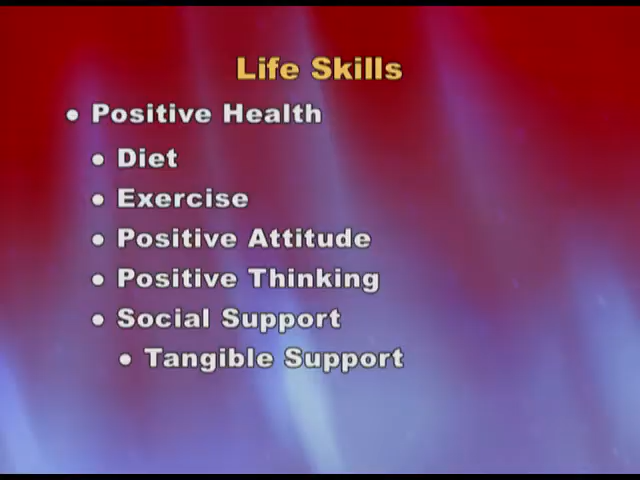 Life Skills
• Positive Health
• Diet
• Exercise
• Positive Attitude
• Positive Thinking
• Social Support
• Tangible Support